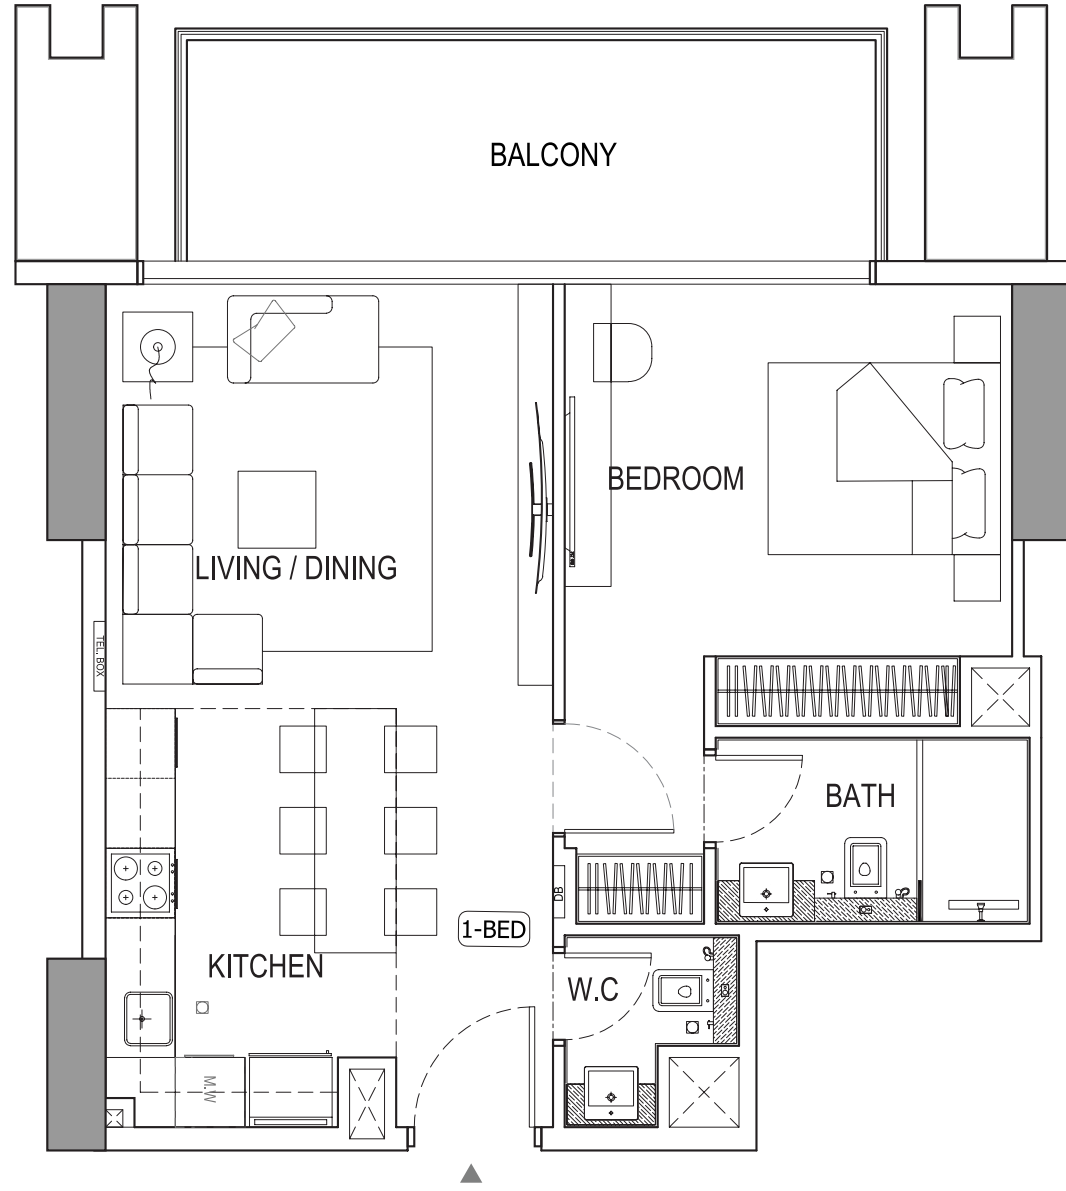 BALCONY
BEDROOM
LIVING / DINING
TEL. BOX
BATH
DB
1-BED
KITCHEN
W.C
M.W